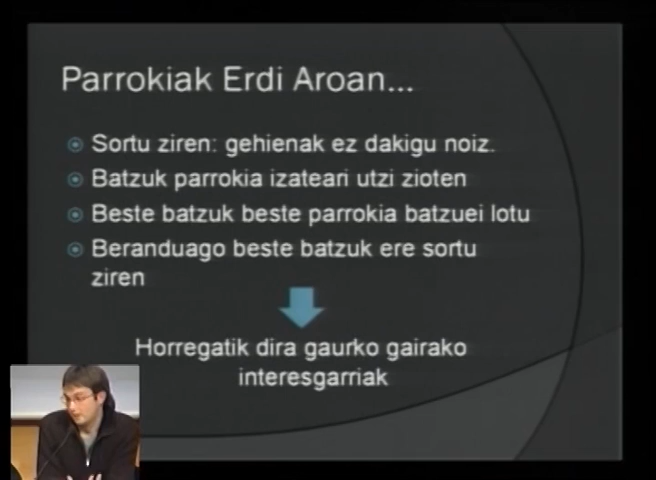 Parrokiak Erdi Aroan...
Sortu ziren: gehienak ez dakigu noiz.
Batzuk parrokia izateari utzi zioten
Beste batzuk beste parrokia batzuei lotu
Beranduago beste batzuk ere sortu
ziren
Horregatik dira gaurko gairako
interesgarriak